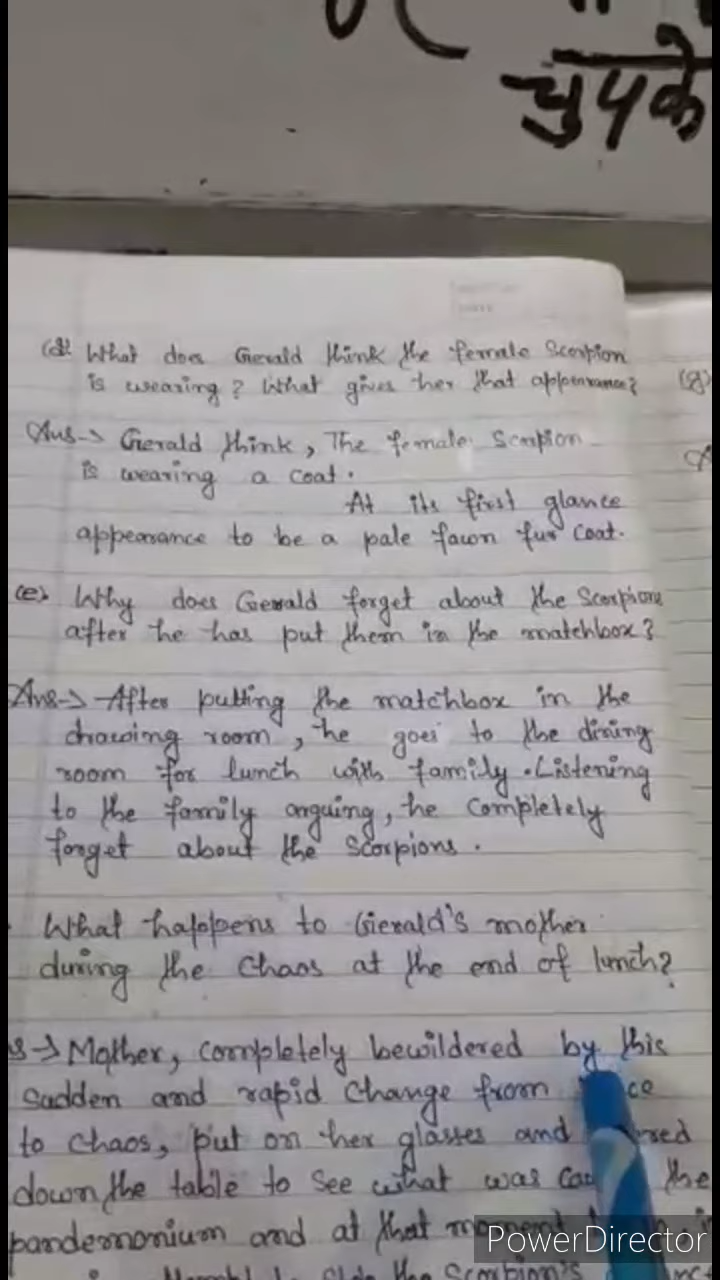 चुपके
(d) What does Gerald think the female Scorpion
is wearing? What gives her that appearance?
(g)
Ans → Gerald think, The female Scorpion
is wearing a coat.
At its first glance
appearance to be a pale fawn fur coat.
(e) Why does Gerald forget about the Scorpions
after he has put them in the matchbox?
Ans → After putting the matchbox in the
drawing room, he goes to the dining
room for lunch with family. Listening
to the family arguing, he completely
forget about the Scorpions.
What happens to Gerald's mother
during the chaos at the end of lunch?
s → Mother, completely bewildered by this
sudden and rapid change from
to chaos, put on her glasses and
down the table to see what was the
pandemonium and at that moment
the Scorpion's
PowerDirector